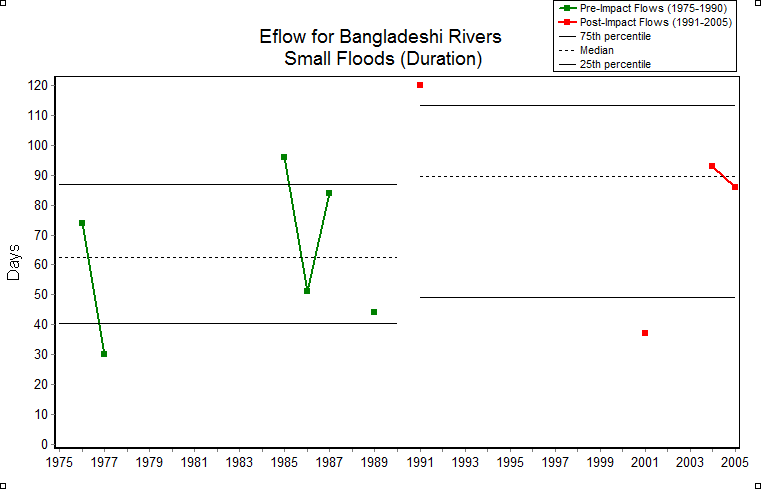 Eflow for Bangladeshi Rivers
Small Floods (Duration)
Pre-Impact Flows (1975-1990)
Post-Impact Flows (1991-2005)
75th percentile
Median
25th percentile
Days
120
110
100
90
80
70
60
50
40
30
20
10
0
1975 1977 1979 1981 1983 1985 1987 1989 1991 1993 1995 1997 1999 2001 2003 2005